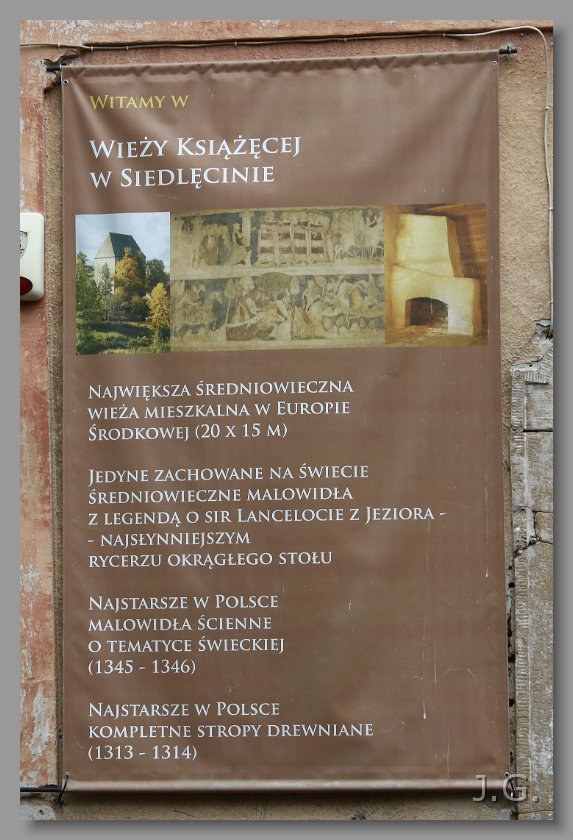 Witamy w
Wieży Książęcej
w Siedlęcinie
Największa średniowieczna
wieża mieszkalna w Europie
Środkowej (20 x 15 m)
Jedyne zachowane na świecie
średniowieczne malowidła
z legendą o sir Lancelocie z Jeziora -
- najsłynniejszym
rycerzu okrągłego stołu
Najstarsze w Polsce
malowidła ścienne
o tematyce świeckiej
(1345 - 1346)
Najstarsze w Polsce
kompletne stropy drewniane
(1313 - 1314)
J.G.